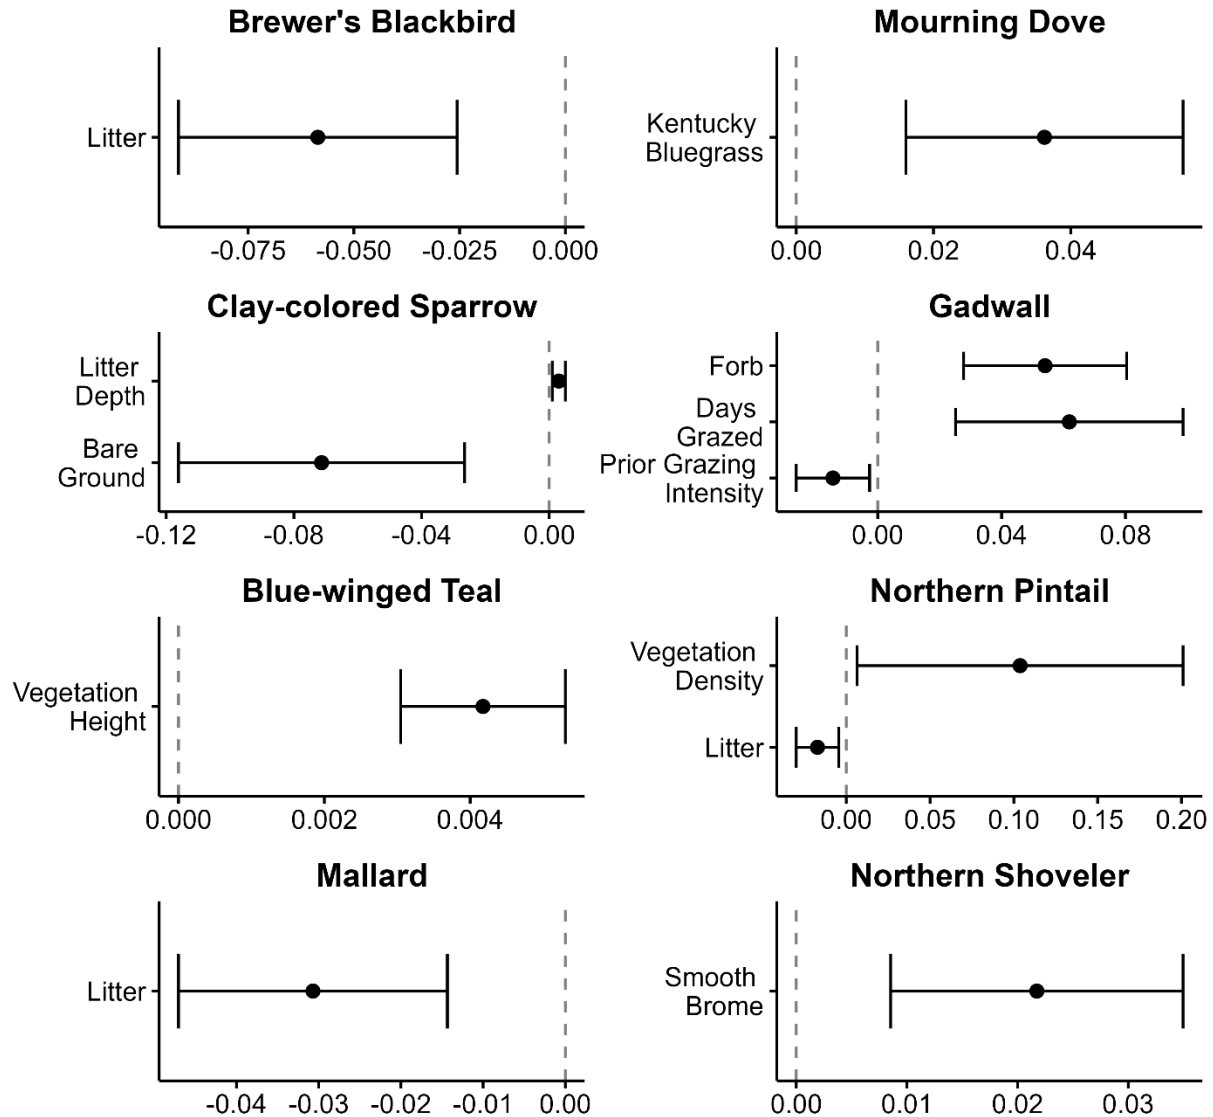 Brewer's Blackbird
Litter
-0.075 -0.050 -0.025 0.000
Mourning Dove
Kentucky
Bluegrass
0.00 0.02 0.04
Clay-colored Sparrow
Litter
Depth
Bare
Ground
-0.12 -0.08 -0.04 0.00
Gadwall
Forb
Days
Grazed
Prior Grazing
Intensity
0.00 0.04 0.08
Blue-winged Teal
Vegetation
Height
0.000 0.002 0.004
Northern Pintail
Vegetation
Density
Litter
0.00 0.05 0.10 0.15 0.20
Mallard
Litter
-0.04 -0.03 -0.02 -0.01 0.00
Northern Shoveler
Smooth
Brome
0.00 0.01 0.02 0.03